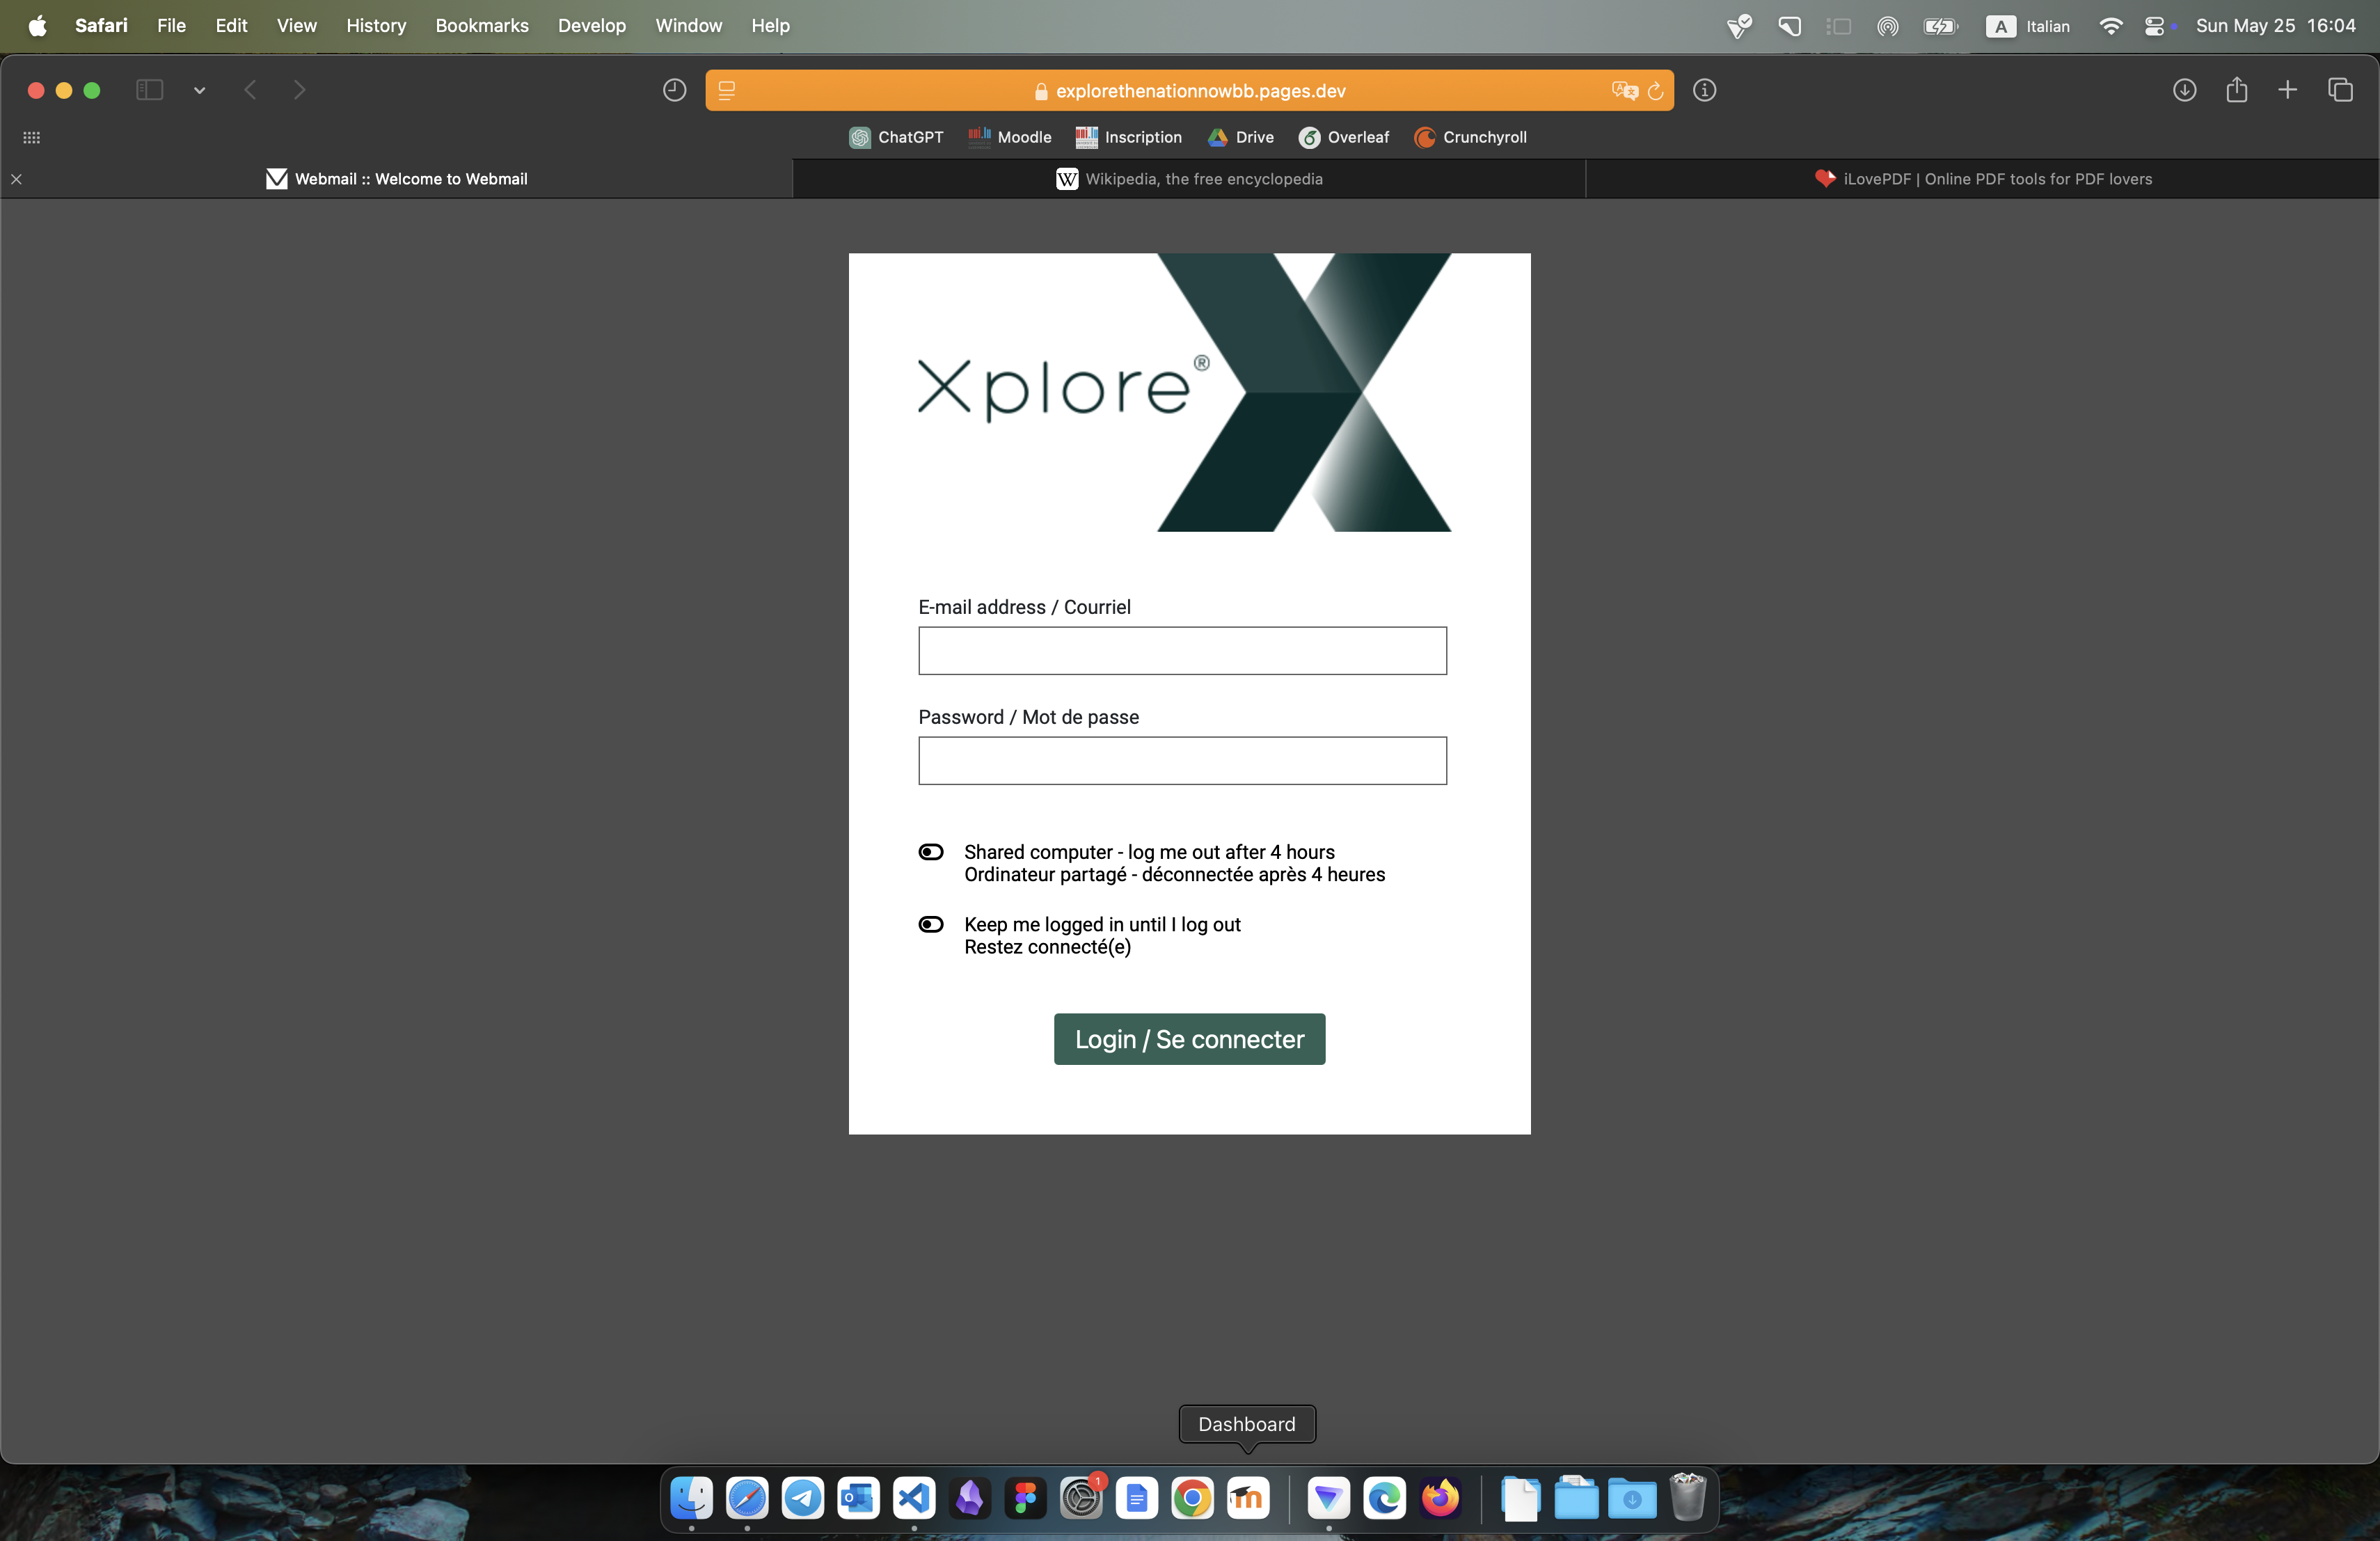 Safari File Edit View History Bookmarks Develop Window Help
A Italian Sun May 25 16:04
explorethenationnowbb.pages.dev
ChatGPT Moodle Inscription Drive Overleaf Crunchyroll
Webmail :: Welcome to Webmail
W Wikipedia, the free encyclopedia
iLovePDF | Online PDF tools for PDF lovers
Xplore®
E-mail address / Courriel
Password / Mot de passe
Shared computer - log me out after 4 hours
Ordinateur partagé - déconnectée après 4 heures
Keep me logged in until I log out
Restez connecté(e)
Login / Se connecter
Dashboard
1